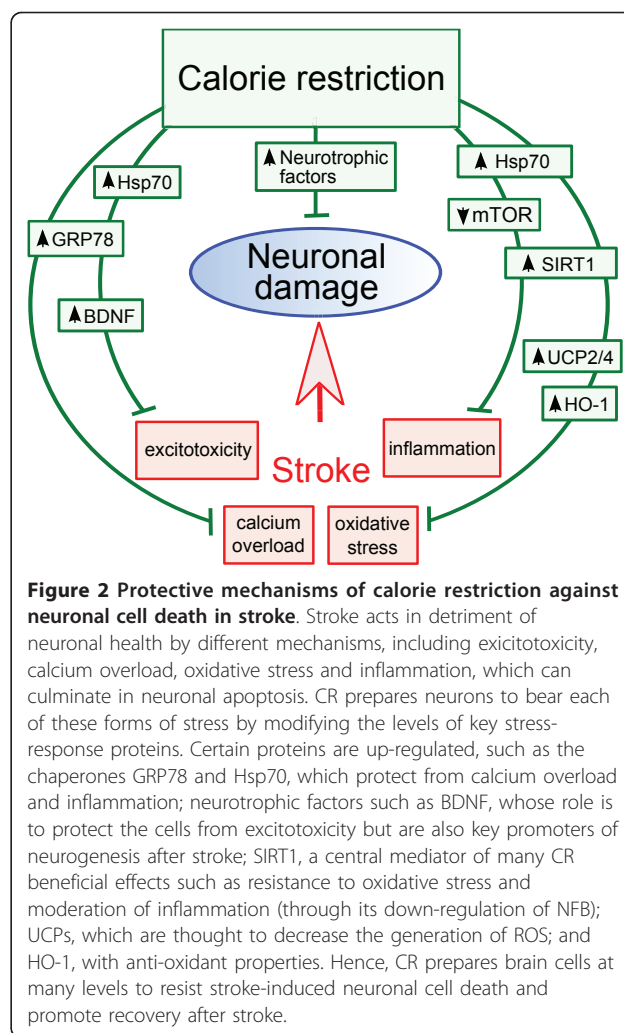 Calorie restriction
Neurotrophic
factors
Hsp70
Hsp70
mTOR
GRP78
SIRT1
Neuronal
damage
BDNF
UCP2/4
HO-1
excitotoxicity
inflammation
Stroke
calcium
overload
oxidative
stress
Figure 2 Protective mechanisms of calorie restriction against
neuronal cell death in stroke. Stroke acts in detriment of
neuronal health by different mechanisms, including exicitotoxicity,
calcium overload, oxidative stress and inflammation, which can
culminate in neuronal apoptosis. CR prepares neurons to bear each
of these forms of stress by modifying the levels of key stress-
response proteins. Certain proteins are up-regulated, such as the
chaperones GRP78 and Hsp70, which protect from calcium overload
and inflammation; neurotrophic factors such as BDNF, whose role is
to protect the cells from excitotoxicity but are also key promoters of
neurogenesis after stroke; SIRT1, a central mediator of many CR
beneficial effects such as resistance to oxidative stress and
moderation of inflammation (through its down-regulation of NFB);
UCPs, which are thought to decrease the generation of ROS; and
HO-1, with anti-oxidant properties. Hence, CR prepares brain cells at
many levels to resist stroke-induced neuronal cell death and
promote recovery after stroke.